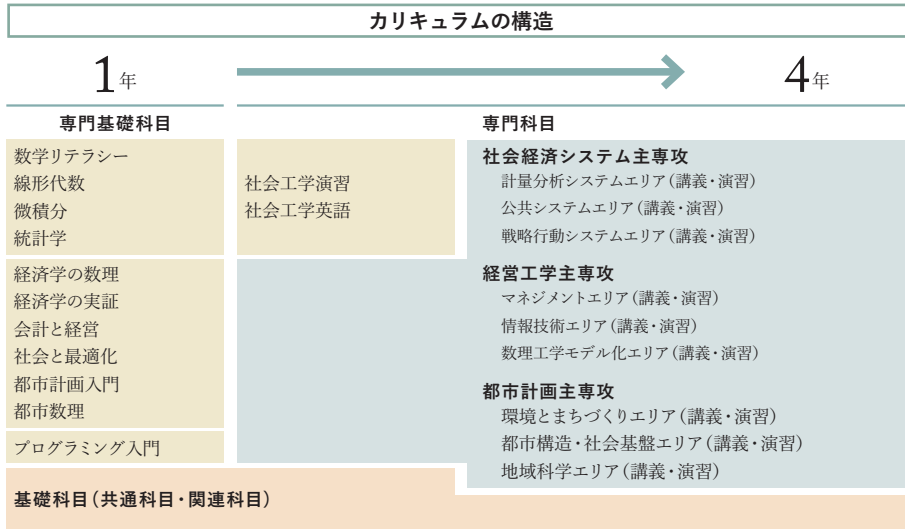 カリキュラムの構造
1年
4年
専門基礎科目
数学リテラシー
線形代数
微積分
統計学
経済学の数理
経済学の実証
会計と経営
社会と最適化
都市計画入門
都市数理
プログラミング入門
社会工学演習
社会工学英語
専門科目
社会経済システム主専攻
計量分析システムエリア(講義・演習)
公共システムエリア(講義・演習)
戦略行動システムエリア(講義・演習)
経営工学主専攻
マネジメントエリア(講義・演習)
情報技術エリア(講義・演習)
数理工学モデル化エリア(講義・演習)
都市計画主専攻
環境とまちづくりエリア(講義・演習)
都市構造・社会基盤エリア(講義・演習)
地域科学エリア(講義・演習)
基礎科目(共通科目・関連科目)